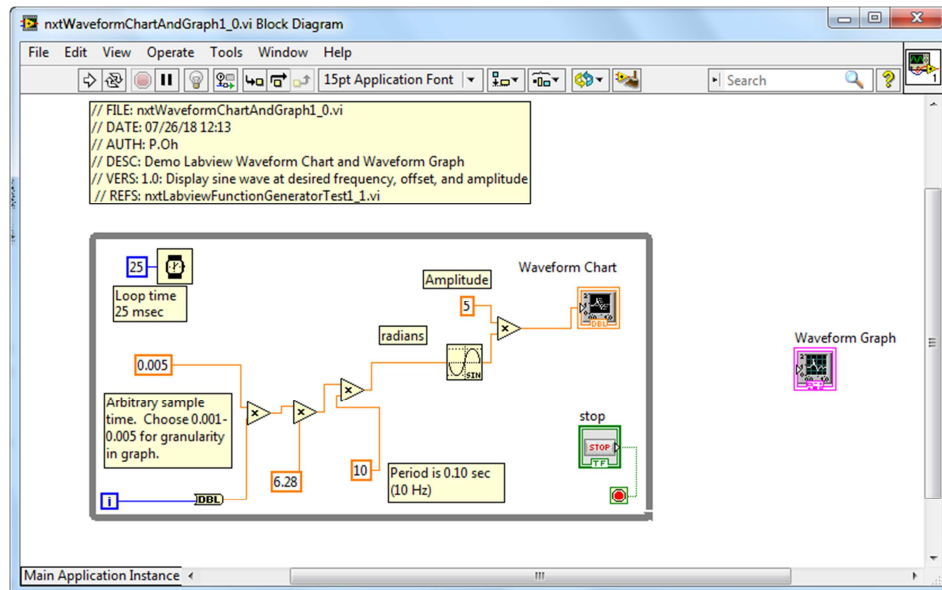 nxtWaveformChartAndGraph1_0.vi Block Diagram
File Edit View Operate Tools Window Help
15pt Application Font
Search
1
// FILE: nxtWaveformChartAndGraph1_0.vi
// DATE: 07/26/18 12:13
// AUTH: P.Oh
// DESC: Demo Labview Waveform Chart and Waveform Graph
// VERS: 1.0: Display sine wave at desired frequency, offset, and amplitude
// REFS: nxtLabviewFunctionGeneratorTest1_1.vi
25
Loop time
25 msec
Amplitude
5
Waveform Chart
DBL
radians
SIN
Waveform Graph
0.005
Arbitrary sample
time. Choose 0.001-
0.005 for granularity
in graph.
6.28
10
Period is 0.10 sec
(10 Hz)
stop
STOP
TF
i
DBL
Main Application Instance